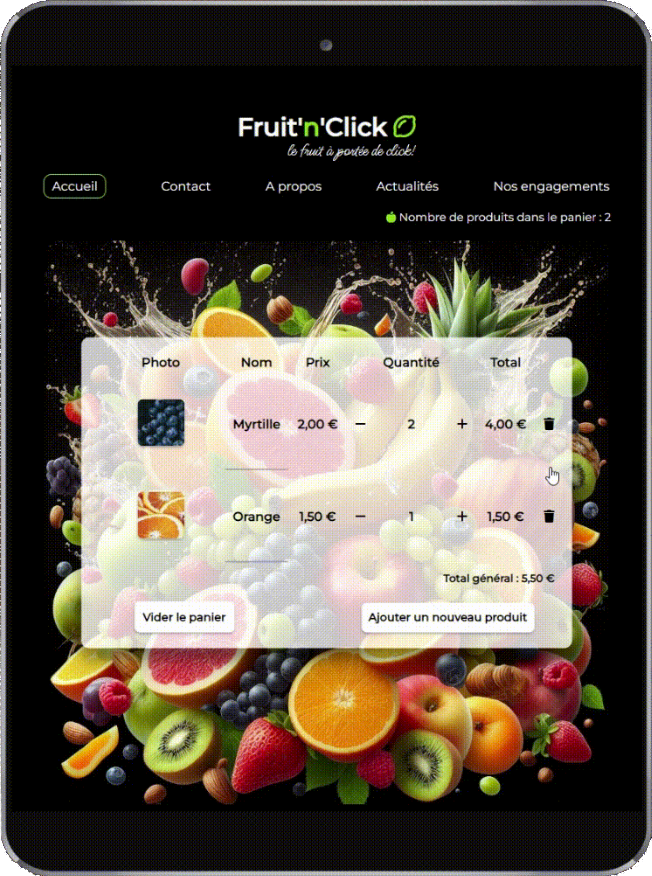 Fruit'n'Click
le fruit à portée de click!
Accueil Contact A propos Actualités Nos engagements
Nombre de produits dans le panier : 2
Photo Nom Prix Quantité Total
Myrtille 2,00 € − 2 + 4,00 €
Orange 1,50 € − 1 + 1,50 €
Total général : 5,50 €
Vider le panier Ajouter un nouveau produit